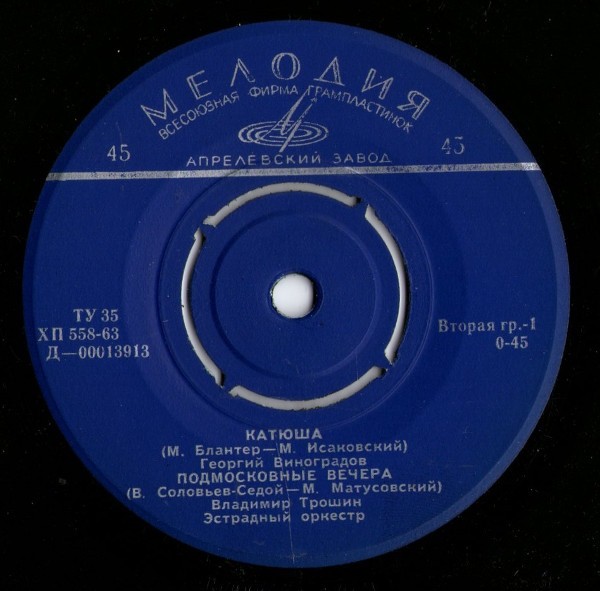 МЕЛОДИЯ
ВСЕСОЮЗНАЯ ФИРМА ГРАМПЛАСТИНОК
45 45
АПРЕЛЕВСКИЙ ЗАВОД
ТУ 35
ХП 558-63
Д—00013913
Вторая гр.-1
0-45
КАТЮША
(М. Блантер—М. Исаковский)
Георгий Виноградов
ПОДМОСКОВНЫЕ ВЕЧЕРА
(В. Соловьев-Седой—М. Матусовский)
Владимир Трошин
Эстрадный оркестр